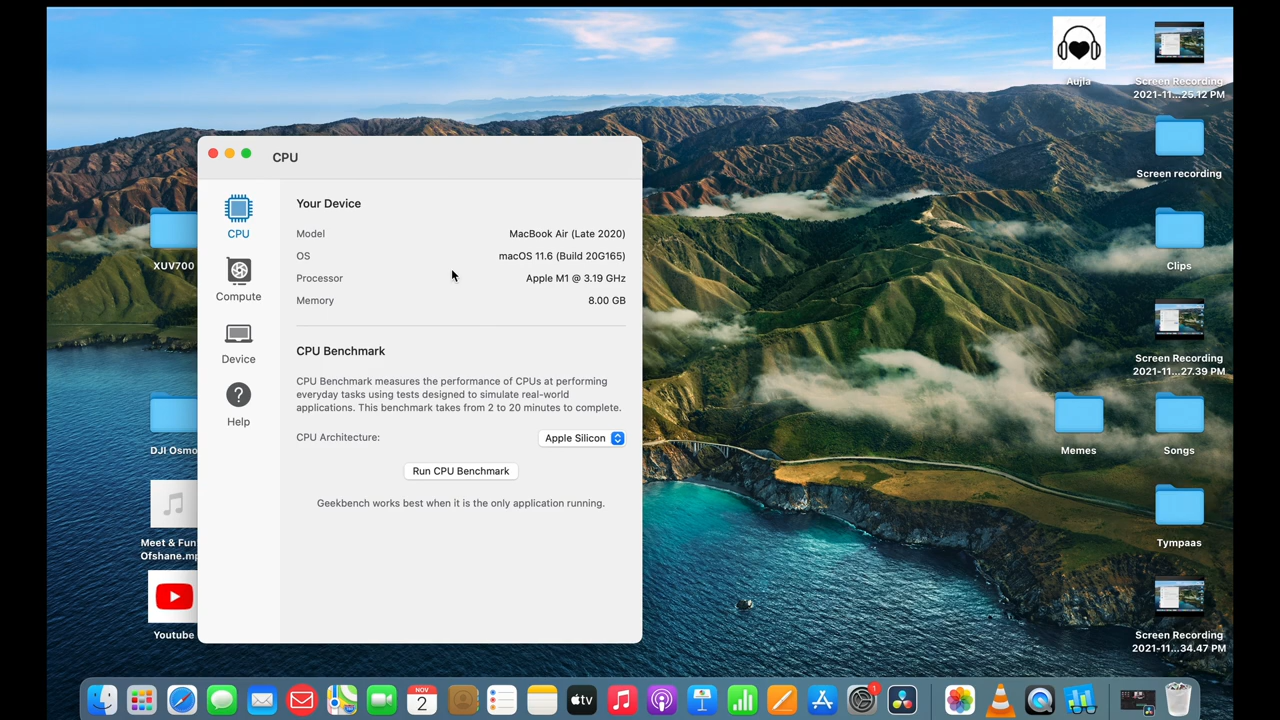 CPU
CPU
Compute
Device
Help
Your Device
Model MacBook Air (Late 2020)
OS macOS 11.6 (Build 20G165)
Processor Apple M1 @ 3.19 GHz
Memory 8.00 GB
CPU Benchmark
CPU Benchmark measures the performance of CPUs at performing
everyday tasks using tests designed to simulate real-world
applications. This benchmark takes from 2 to 20 minutes to complete.
CPU Architecture: Apple Silicon
Run CPU Benchmark
Geekbench works best when it is the only application running.
XUV700
DJI Osmo
Meet & Fun
Ofshane.mp
Youtube
Aujla
Screen Recording
2021-11...25.12 PM
Screen recording
Clips
Screen Recording
2021-11...27.39 PM
Memes
Songs
Tympaas
Screen Recording
2021-11...34.47 PM
NOV
2
tv
1